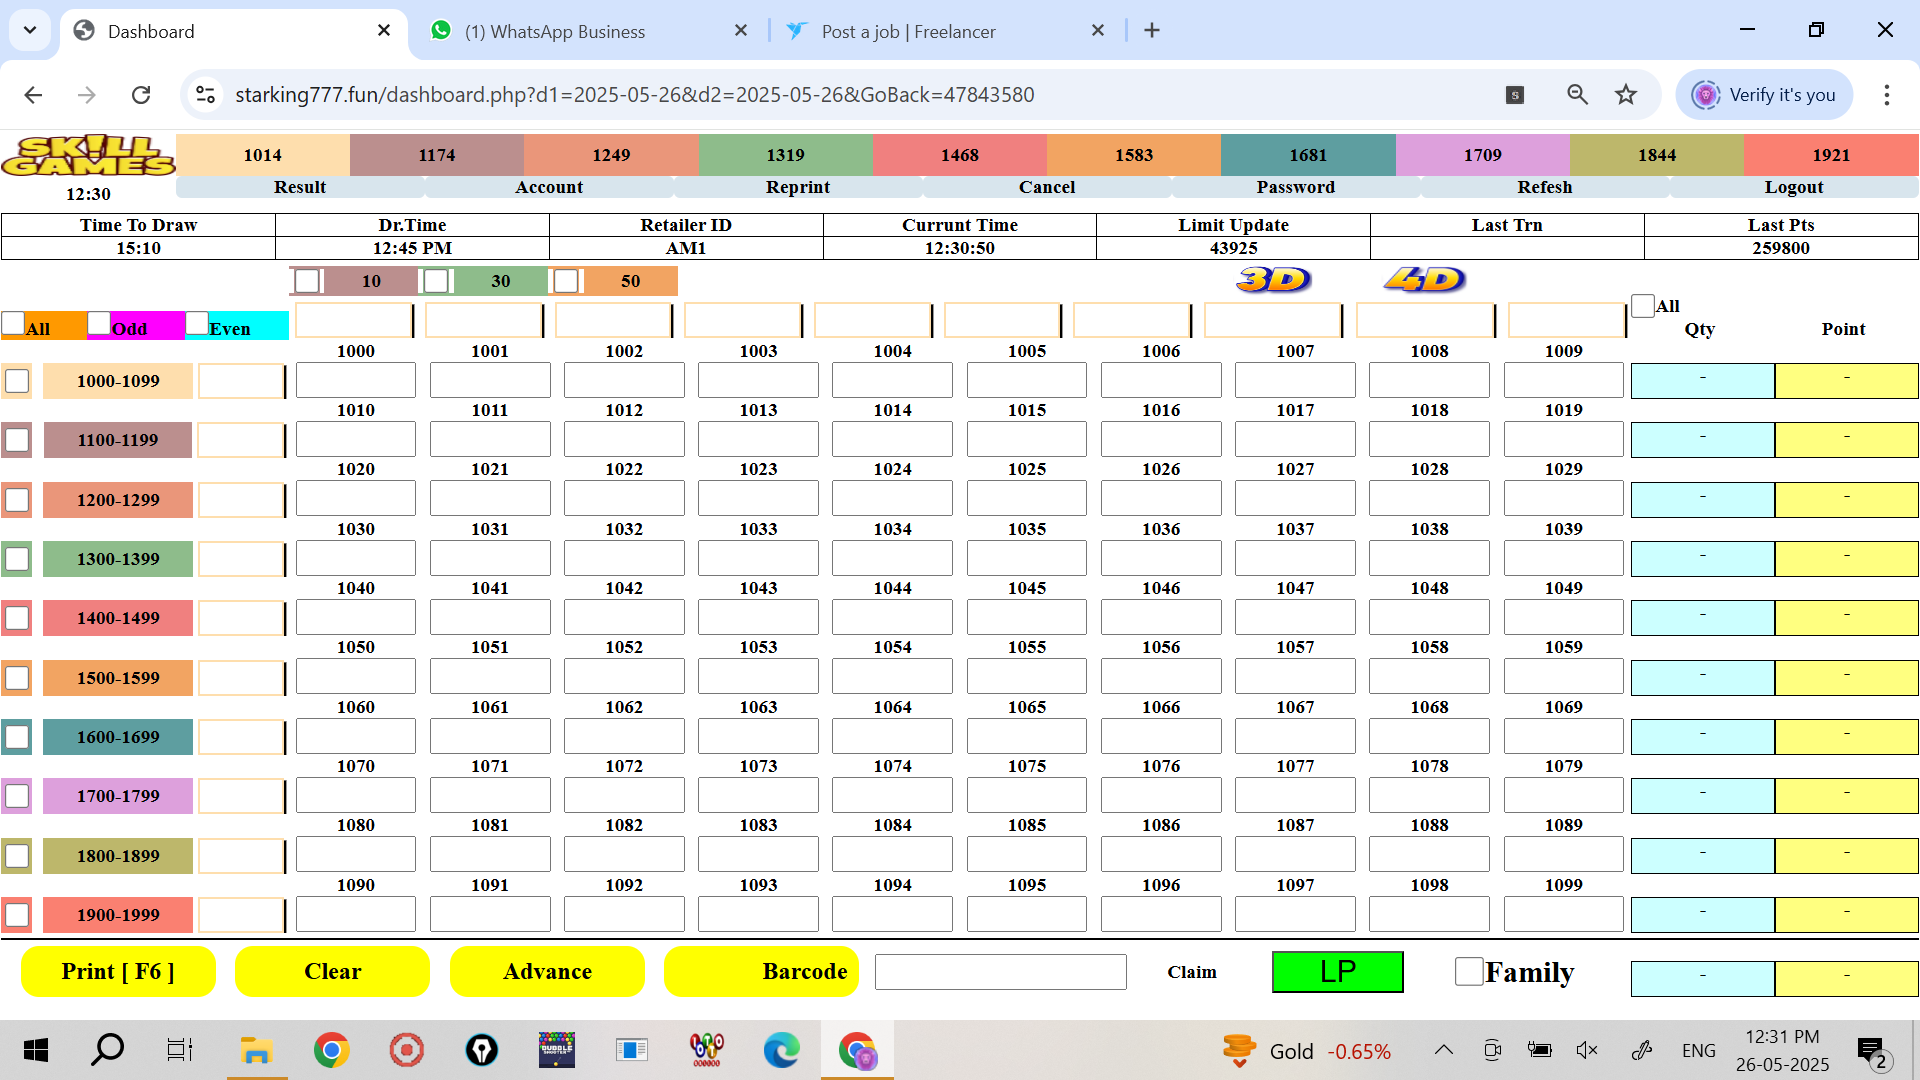 Dashboard
(1) WhatsApp Business
Post a job | Freelancer
starking777.fun/dashboard.php?d1=2025-05-26&d2=2025-05-26&GoBack=47843580
S
Verify it's you
SK!LL GAMES
1014 1174 1249 1319 1468 1583 1681 1709 1844 1921
12:30
Result Account Reprint Cancel Password Refesh Logout
Time To Draw Dr.Time Retailer ID Currunt Time Limit Update Last Trn Last Pts
15:10 12:45 PM AM1 12:30:50 43925 259800
10 30 50 3D 4D
All Odd Even
All
Qty Point
1000 1001 1002 1003 1004 1005 1006 1007 1008 1009
1000-1099 - -
1010 1011 1012 1013 1014 1015 1016 1017 1018 1019
1100-1199 - -
1020 1021 1022 1023 1024 1025 1026 1027 1028 1029
1200-1299 - -
1030 1031 1032 1033 1034 1035 1036 1037 1038 1039
1300-1399 - -
1040 1041 1042 1043 1044 1045 1046 1047 1048 1049
1400-1499 - -
1050 1051 1052 1053 1054 1055 1056 1057 1058 1059
1500-1599 - -
1060 1061 1062 1063 1064 1065 1066 1067 1068 1069
1600-1699 - -
1070 1071 1072 1073 1074 1075 1076 1077 1078 1079
1700-1799 - -
1080 1081 1082 1083 1084 1085 1086 1087 1088 1089
1800-1899 - -
1090 1091 1092 1093 1094 1095 1096 1097 1098 1099
1900-1999 - -
Print [ F6 ] Clear Advance Barcode Claim LP Family - -
BUBBLE SHOOTER
LOTO
Gold -0.65%
ENG
12:31 PM
26-05-2025
2